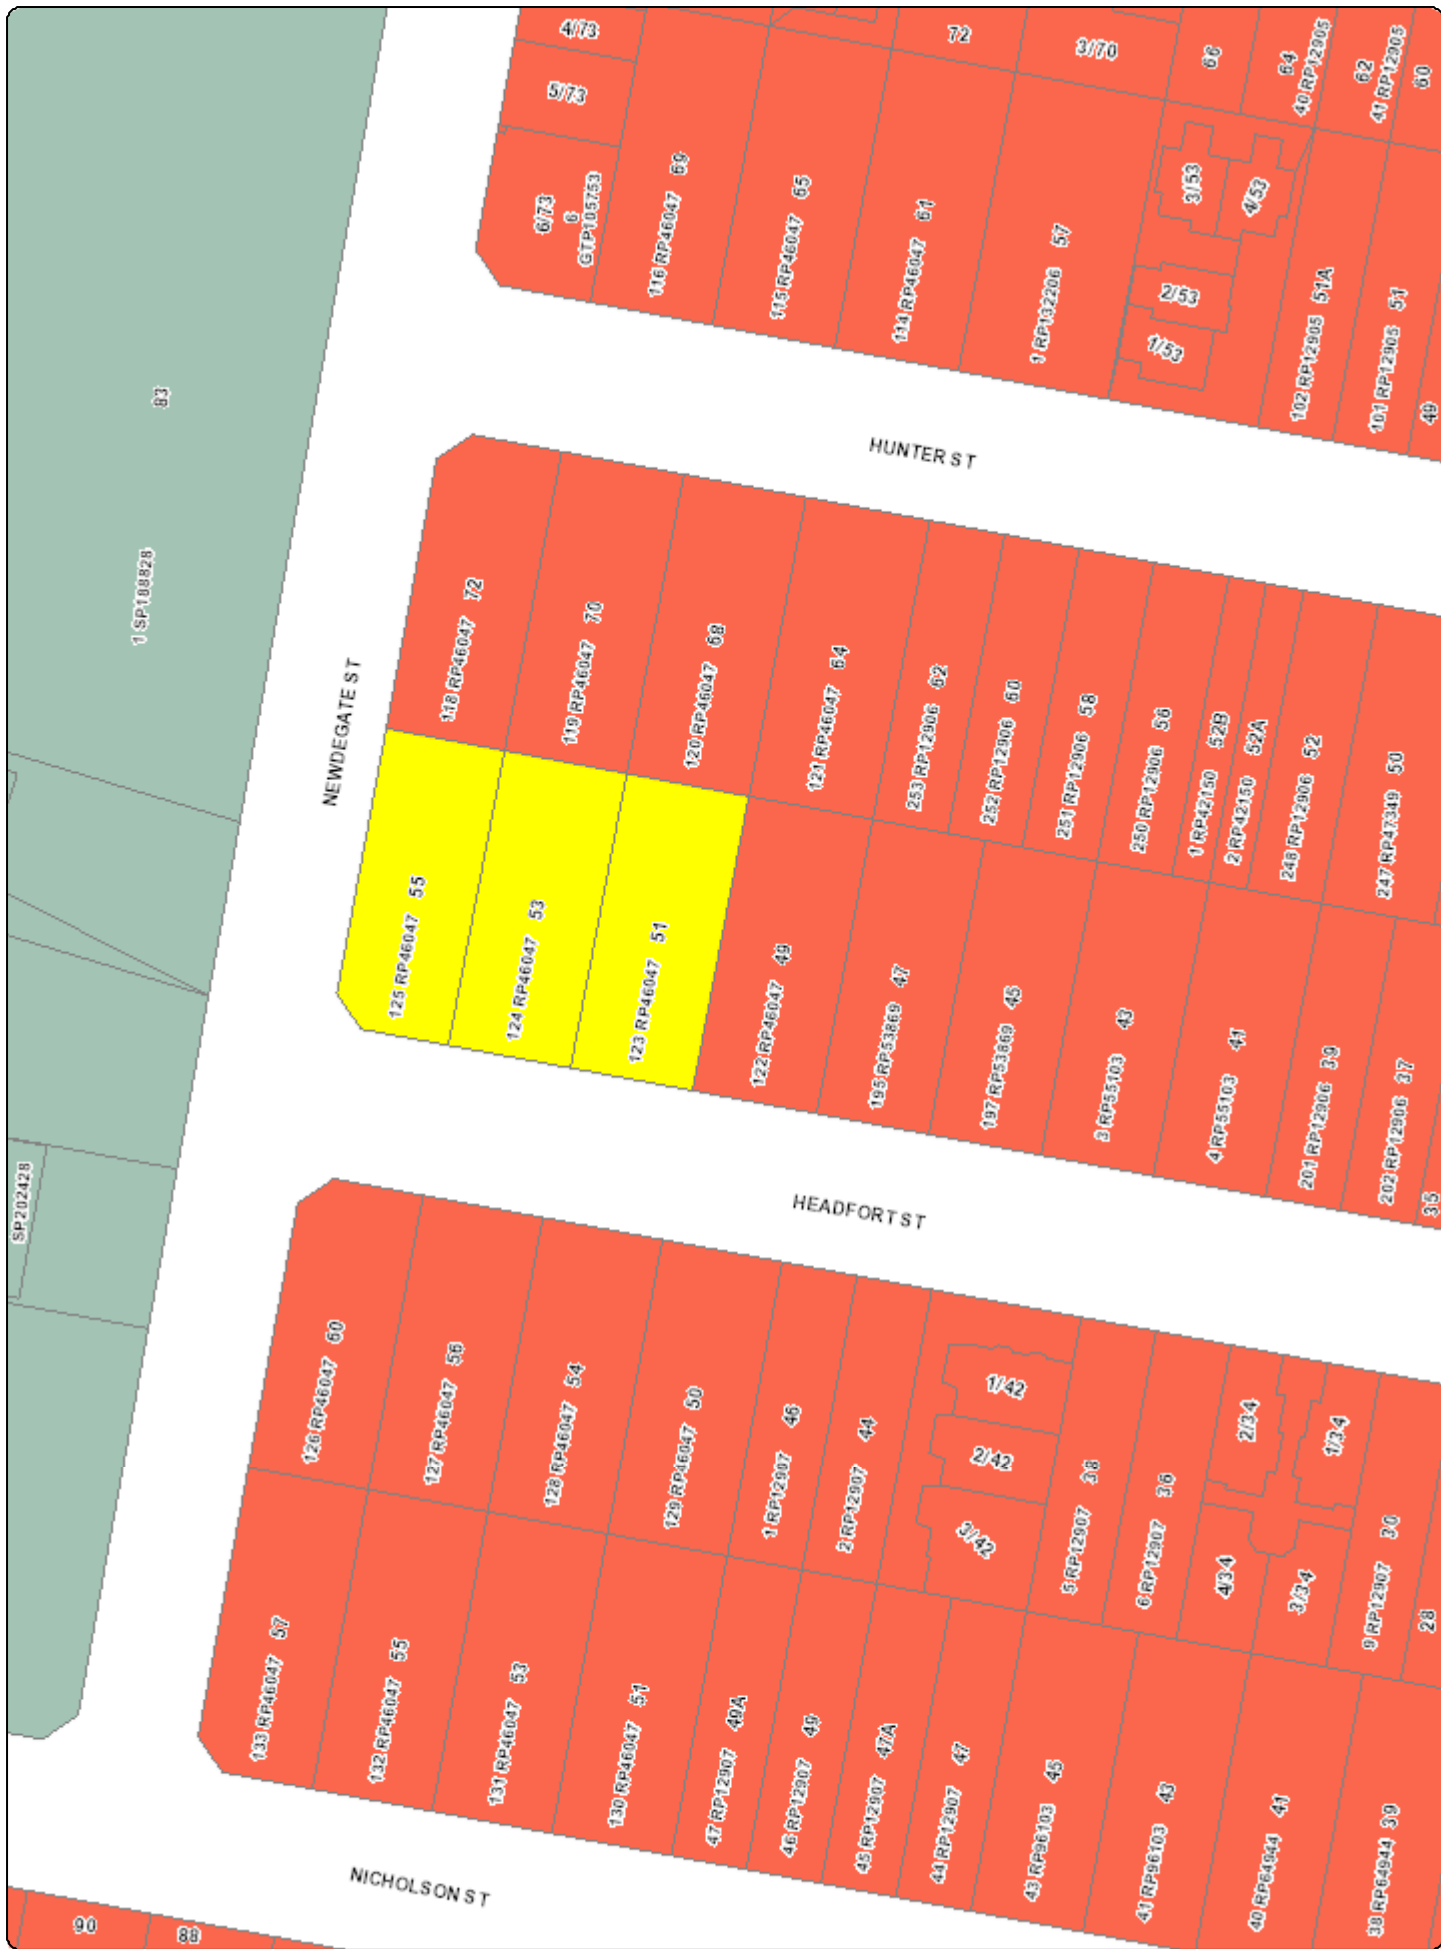 4/73
5/73
6/73
6
GTP105753
116 RP46047 69
115 RP46047 65
72
114 RP46047 61
3/70
1 RP132206 57
66
64
40 RP12905
62
41 RP12905
60
3/53
4/53
2/53
1/53
102 RP12905 51A
101 RP12905 51
49
83
1 SP188828
HUNTER ST
NEWDEGATE ST
118 RP46047 72
119 RP46047 70
120 RP46047 68
121 RP46047 64
253 RP12906 62
252 RP12906 60
251 RP12906 58
250 RP12906 56
1 RP42150 52B
2 RP42150 52A
248 RP12906 52
247 RP47349 50
125 RP46047 55
124 RP46047 53
123 RP46047 51
122 RP46047 49
195 RP53869 47
197 RP53869 45
3 RP55103 43
4 RP55103 41
201 RP12906 39
202 RP12906 37
35
SP202428
HEADFORT ST
126 RP46047 60
127 RP46047 56
128 RP46047 54
129 RP46047 50
1 RP12907 46
2 RP12907 44
1/42
2/42
3/42
5 RP12907 38
6 RP12907 36
2/34
1/34
4/34
3/34
9 RP12907 30
28
133 RP46047 57
132 RP46047 55
131 RP46047 53
130 RP46047 51
47 RP12907 49A
46 RP12907 49
45 RP12907 47A
44 RP12907 47
43 RP96103 45
41 RP96103 43
40 RP64944 41
38 RP64944 39
NICHOLSON ST
90
88